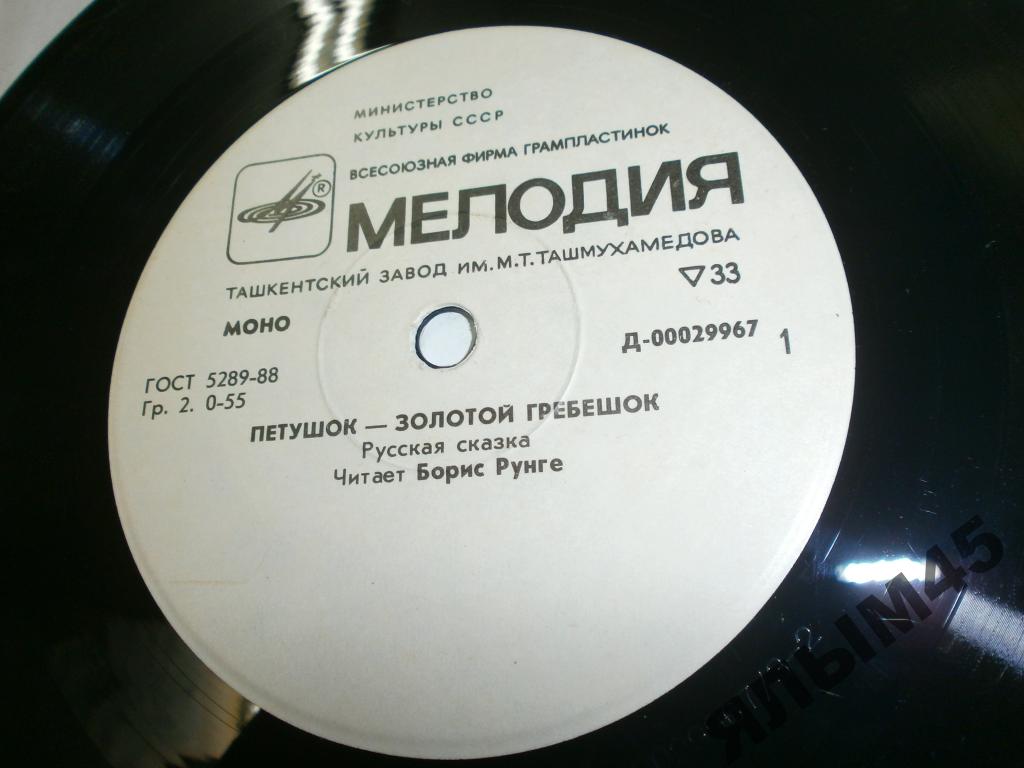 МИНИСТЕРСТВО
КУЛЬТУРЫ СССР
ВСЕСОЮЗНАЯ ФИРМА ГРАМПЛАСТИНОК
®
МЕЛОДИЯ
ТАШКЕНТСКИЙ ЗАВОД ИМ.М.Т.ТАШМУХАМЕДОВА
▽33
МОНО
Д-00029967 1
ГОСТ 5289-88
Гр. 2. 0-55
ПЕТУШОК — ЗОЛОТОЙ ГРЕБЕШОК
Русская сказка
Читает Борис Рунге
ЯЛЫМ45